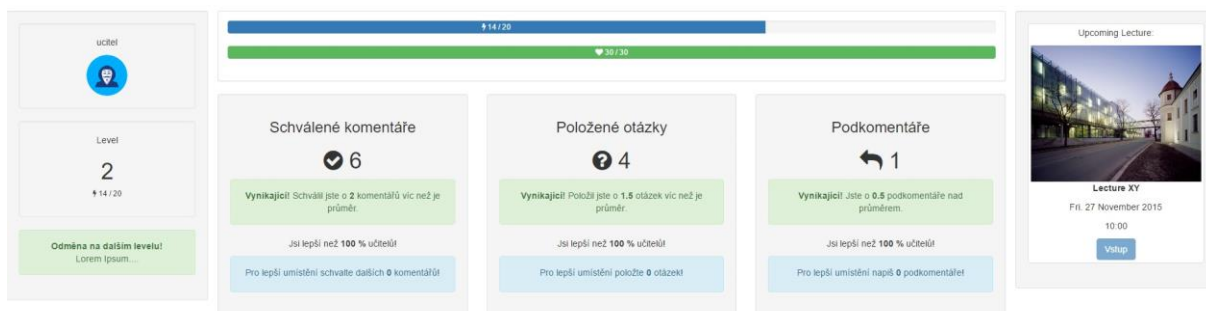 ucitel
Level
2
14 / 20
Odměna na dalším levelu!
Lorem Ipsum...
14 / 20
30 / 30
Schválené komentáře
6
Vynikající! Schválil jste o 2 komentářů víc než je
průměr.
Jsi lepší než 100 % učitelů!
Pro lepší umístění schvalte dalších 0 komentářů!
Položené otázky
4
Vynikající! Položil jste o 1.5 otázek víc než je
průměr.
Jsi lepší než 100 % učitelů!
Pro lepší umístění položte 0 otázek!
Podkomentáře
1
Vynikající! Jste o 0.5 podkomentáře nad
průměrem.
Jsi lepší než 100 % učitelů!
Pro lepší umístění napiš 0 podkomentáře!
Upcoming Lecture:
Lecture XY
Fri. 27 November 2015
10:00
Vstup